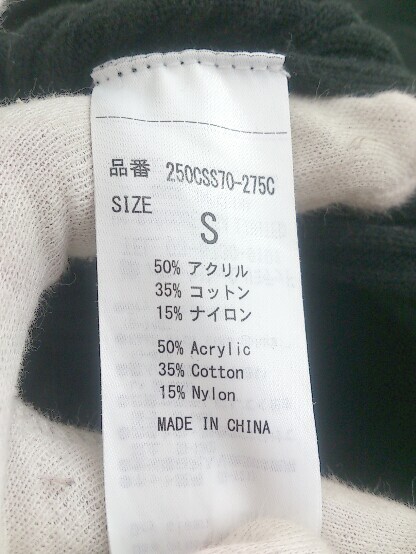 品番 250CSS70-275C
SIZE
S
50% アクリル
35% コットン
15% ナイロン
50% Acrylic
35% Cotton
15% Nylon
MADE IN CHINA